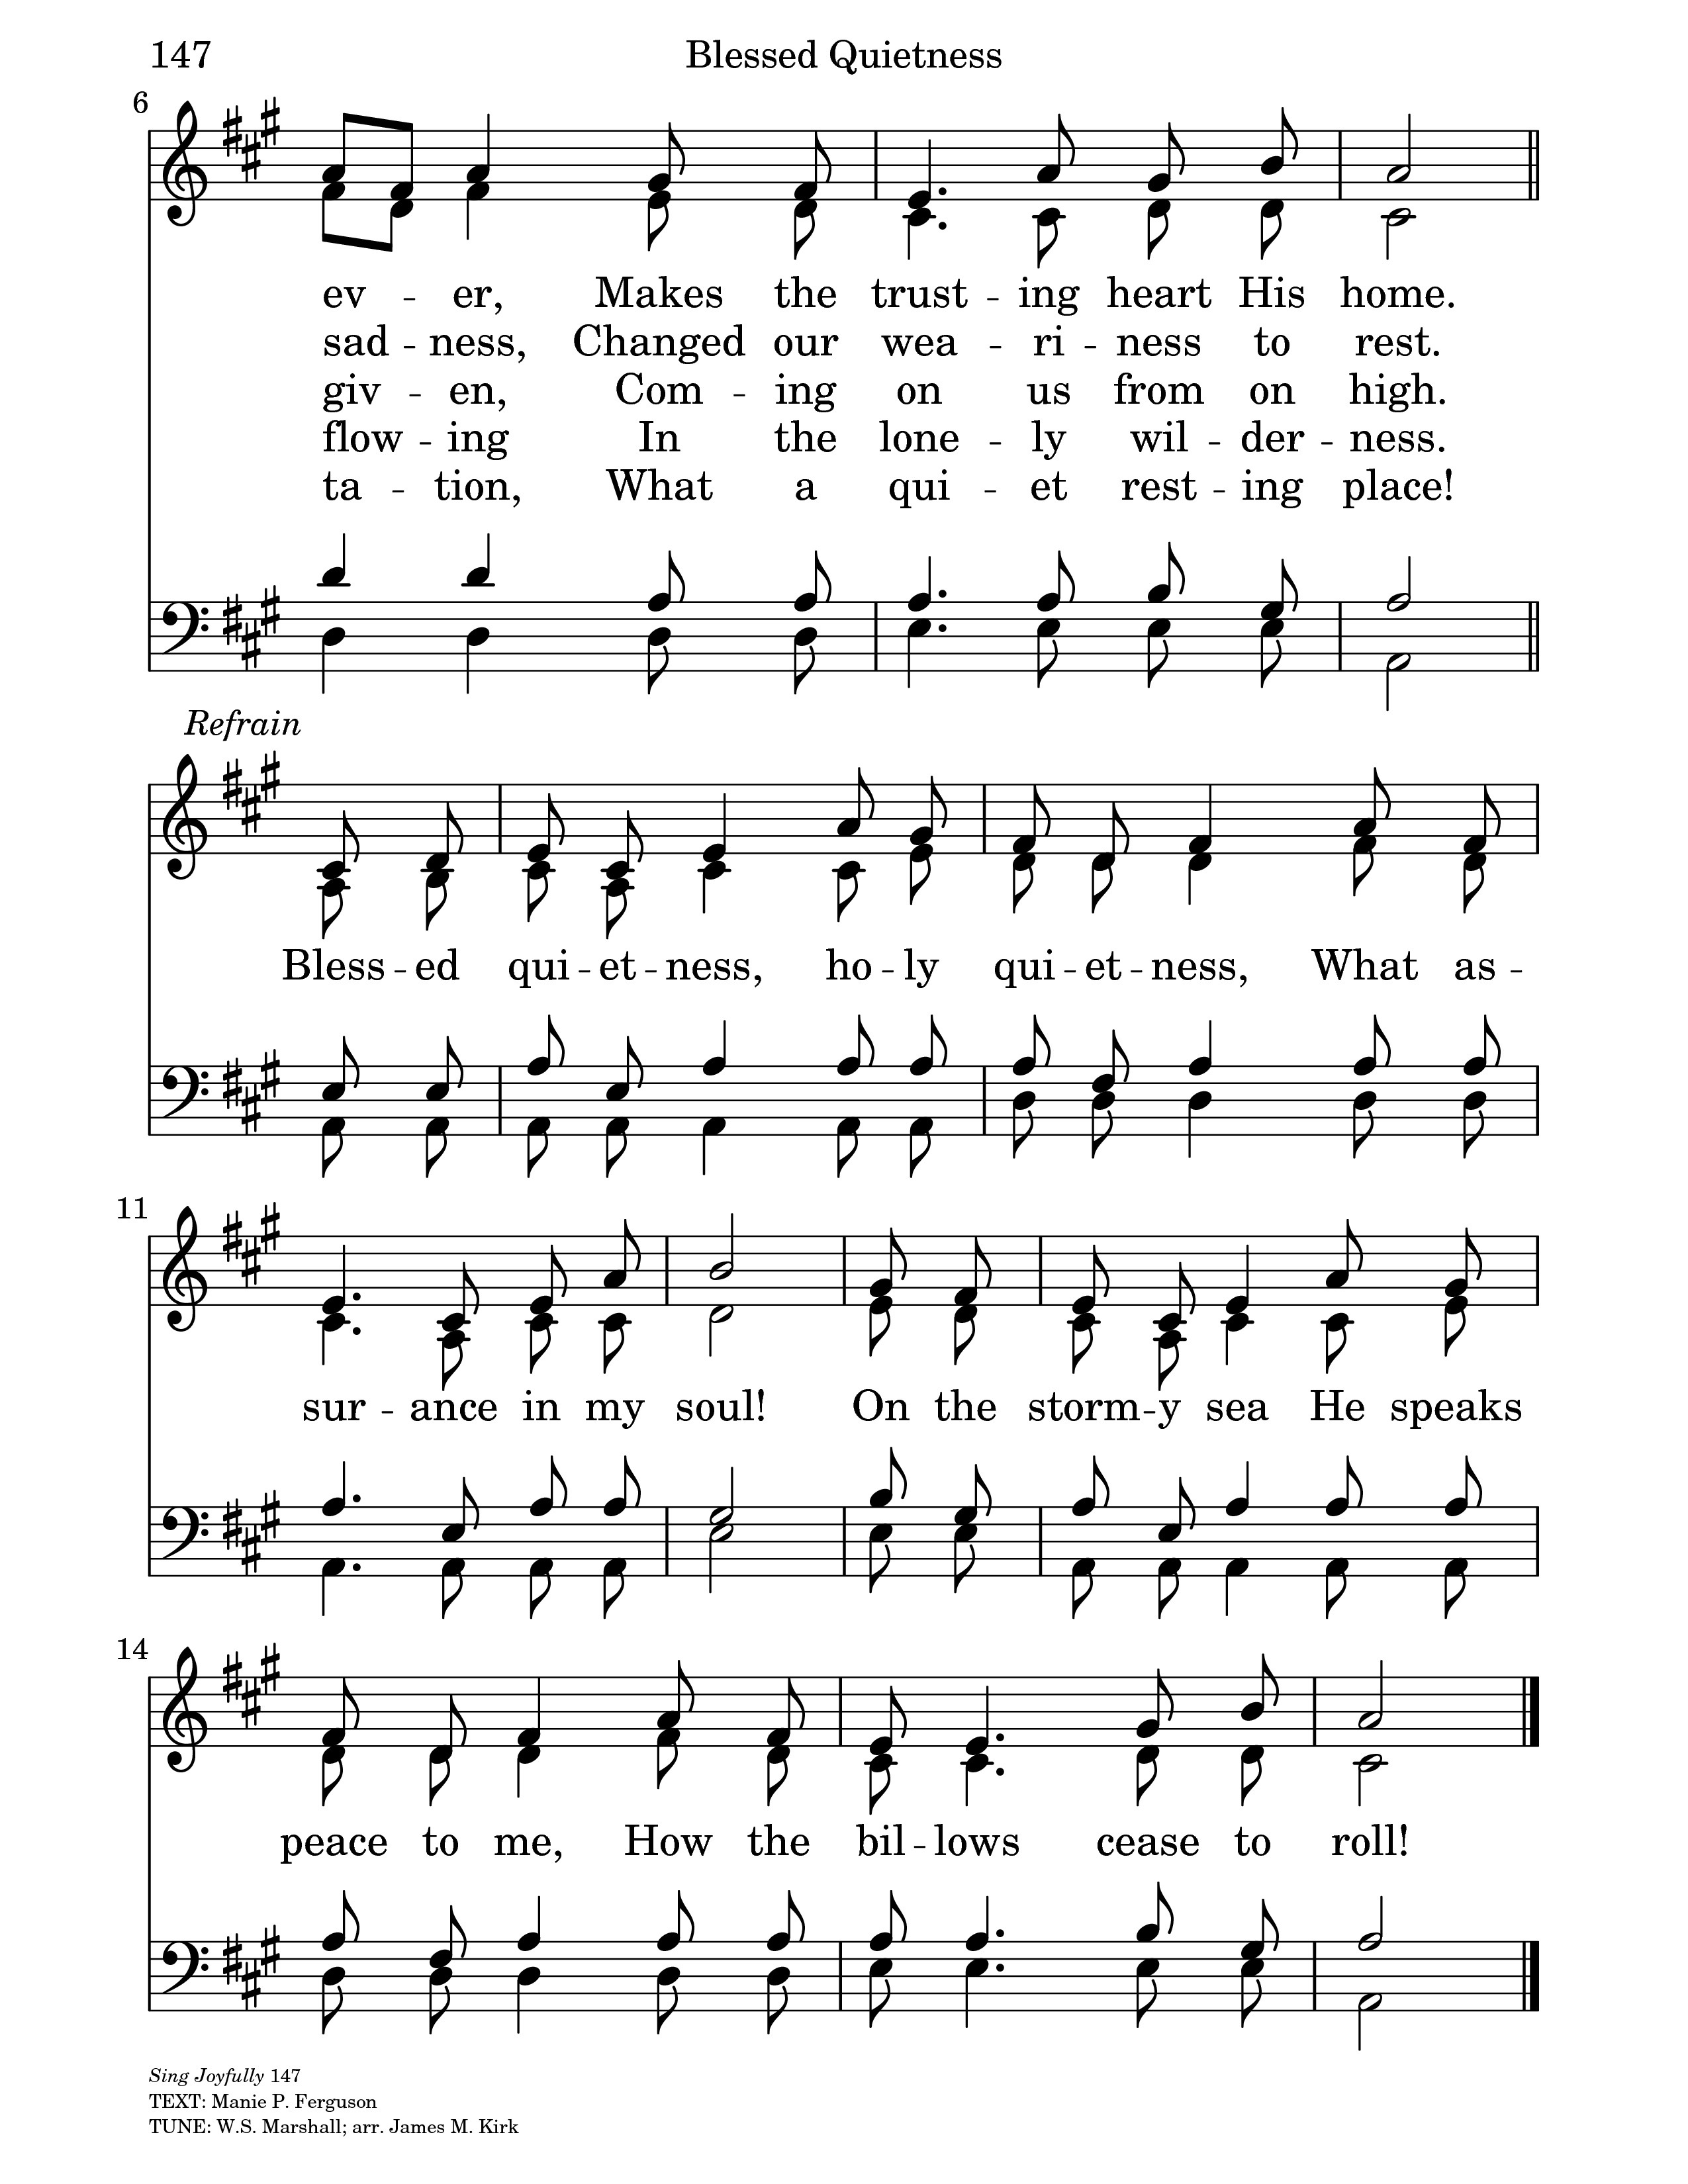 147 Blessed Quietness
6
ev -- er, Makes the trust -- ing heart His home.
sad -- ness, Changed our wea -- ri -- ness to rest.
giv -- en, Com -- ing on us from on high.
flow -- ing In the lone -- ly wil -- der -- ness.
ta -- tion, What a qui -- et rest -- ing place!
Refrain
Bless -- ed qui -- et -- ness, ho -- ly qui -- et -- ness, What as --
11
sur -- ance in my soul! On the storm -- y sea He speaks
14
peace to me, How the bil -- lows cease to roll!
Sing Joyfully 147
TEXT: Manie P. Ferguson
TUNE: W.S. Marshall; arr. James M. Kirk